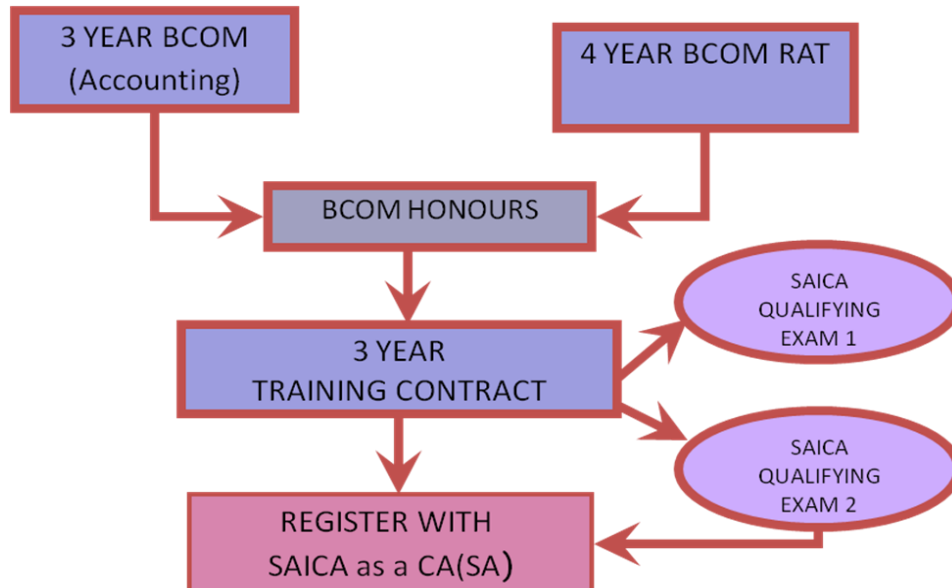 3 YEAR BCOM
(Accounting)
4 YEAR BCOM RAT
BCOM HONOURS
3 YEAR
TRAINING CONTRACT
SAICA
QUALIFYING
EXAM 1
SAICA
QUALIFYING
EXAM 2
REGISTER WITH
SAICA as a CA(SA)